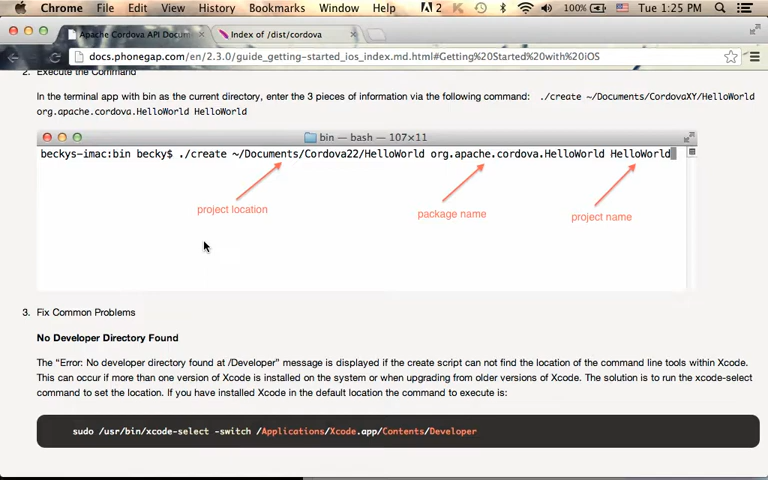 Chrome File Edit View History Bookmarks Window Help 2 100% Tue 1:25 PM
Apache Cordova API Docume Index of /dist/cordova
docs.phonegap.com/en/2.3.0/guide_getting-started_ios_index.md.html#Getting%20Started%20with%20iOS
2. Execute the Command
In the terminal app with bin as the current directory, enter the 3 pieces of information via the following command: ./create ~/Documents/CordovaXY/HelloWorld
org.apache.cordova.HelloWorld HelloWorld
bin — bash — 107×11
beckys-imac:bin becky$ ./create ~/Documents/Cordova22/HelloWorld org.apache.cordova.HelloWorld HelloWorld
project location
package name
project name
3. Fix Common Problems
No Developer Directory Found
The "Error: No developer directory found at /Developer" message is displayed if the create script can not find the location of the command line tools within Xcode.
This can occur if more than one version of Xcode is installed on the system or when upgrading from older versions of Xcode. The solution is to run the xcode-select
command to set the location. If you have installed Xcode in the default location the command to execute is:
sudo /usr/bin/xcode-select -switch /Applications/Xcode.app/Contents/Developer